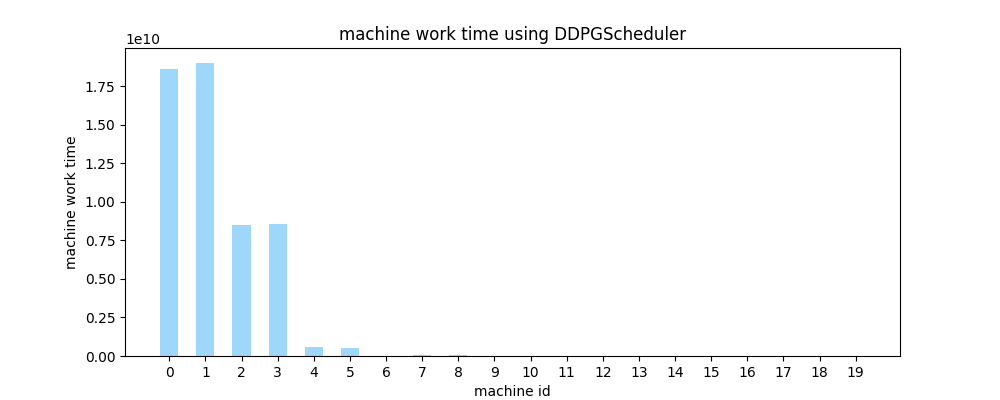 machine work time using DDPGScheduler
1e10
1.75
1.50
1.25
1.00
0.75
0.50
0.25
0.00
machine work time
0 1 2 3 4 5 6 7 8 9 10 11 12 13 14 15 16 17 18 19
machine id